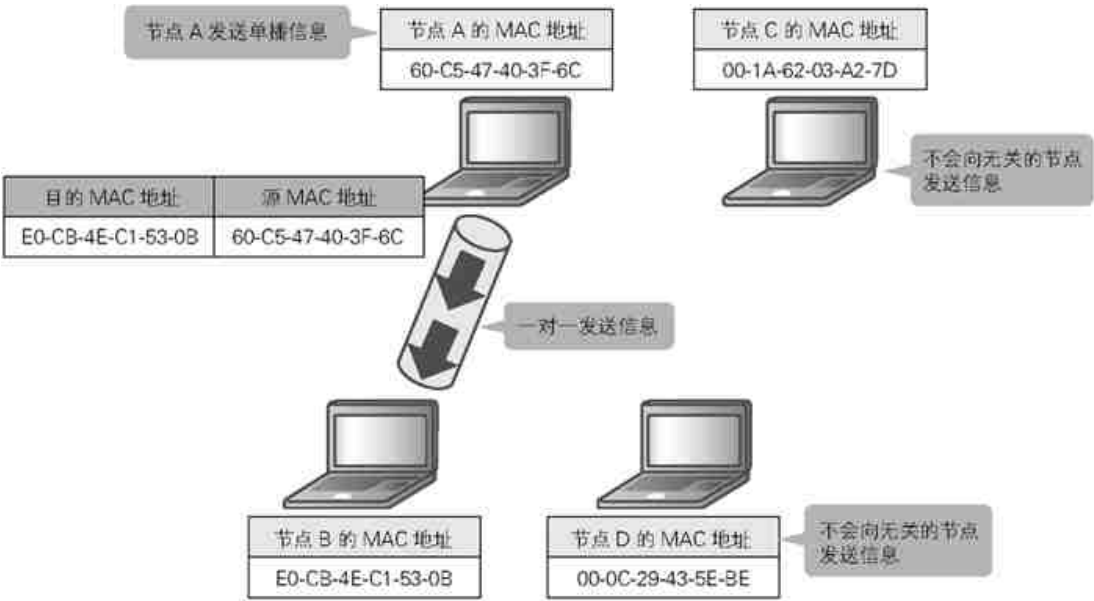 节点 A 发送单播信息
节点 A 的 MAC 地址
60-C5-47-40-3F-6C
节点 C 的 MAC 地址
00-1A-62-03-A2-7D
不会向无关的节点
发送信息
目的 MAC 地址
源 MAC 地址
E0-CB-4E-C1-53-0B
60-C5-47-40-3F-6C
一对一发送信息
节点 B 的 MAC 地址
E0-CB-4E-C1-53-0B
节点 D 的 MAC 地址
00-0C-29-43-5E-BE
不会向无关的节点
发送信息